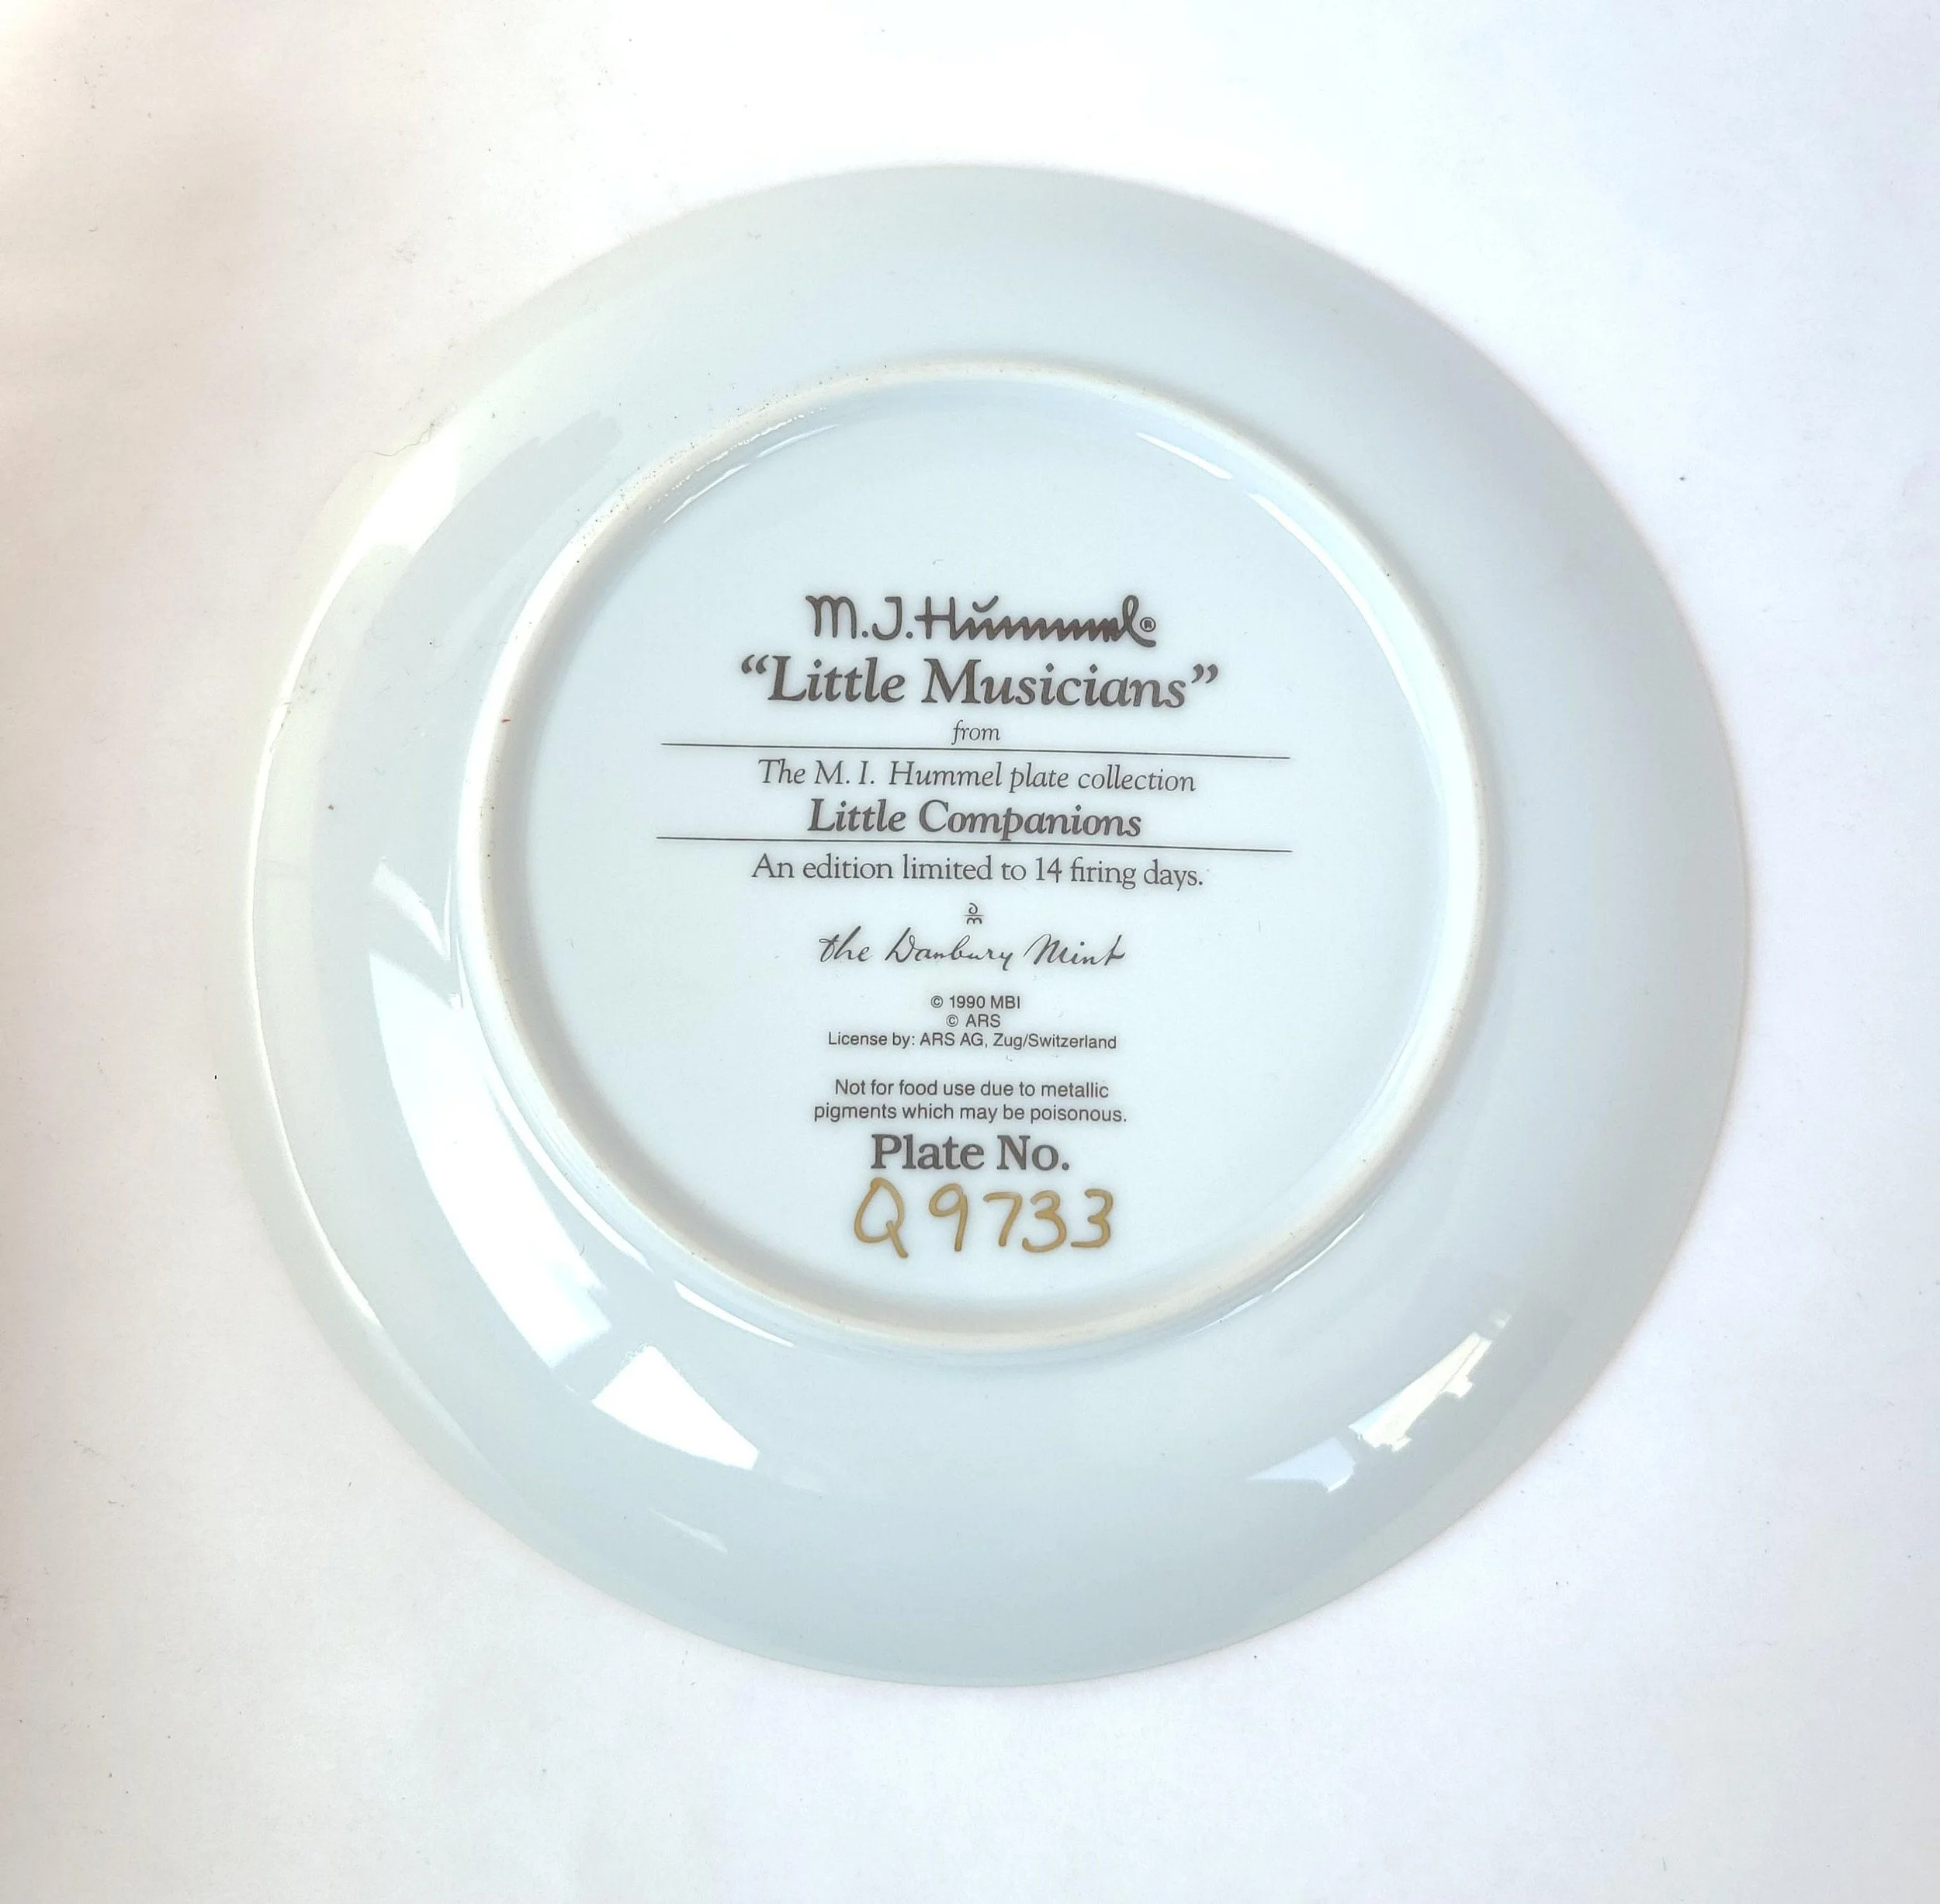 M.J.Hummel®
“Little Musicians”
from
The M. I. Hummel plate collection
Little Companions
An edition limited to 14 firing days.
the Danbury Mint
© 1990 MBI
© ARS
License by: ARS AG, Zug/Switzerland
Not for food use due to metallic
pigments which may be poisonous.
Plate No.
Q9733